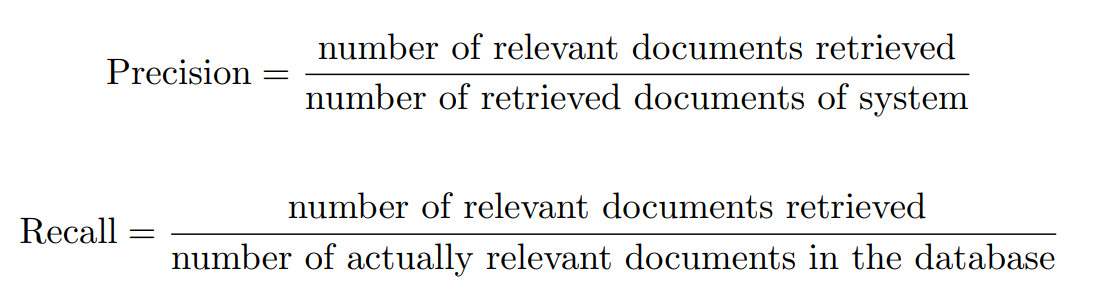 Precision = number of relevant documents retrieved
number of retrieved documents of system
Recall = number of relevant documents retrieved
number of actually relevant documents in the database